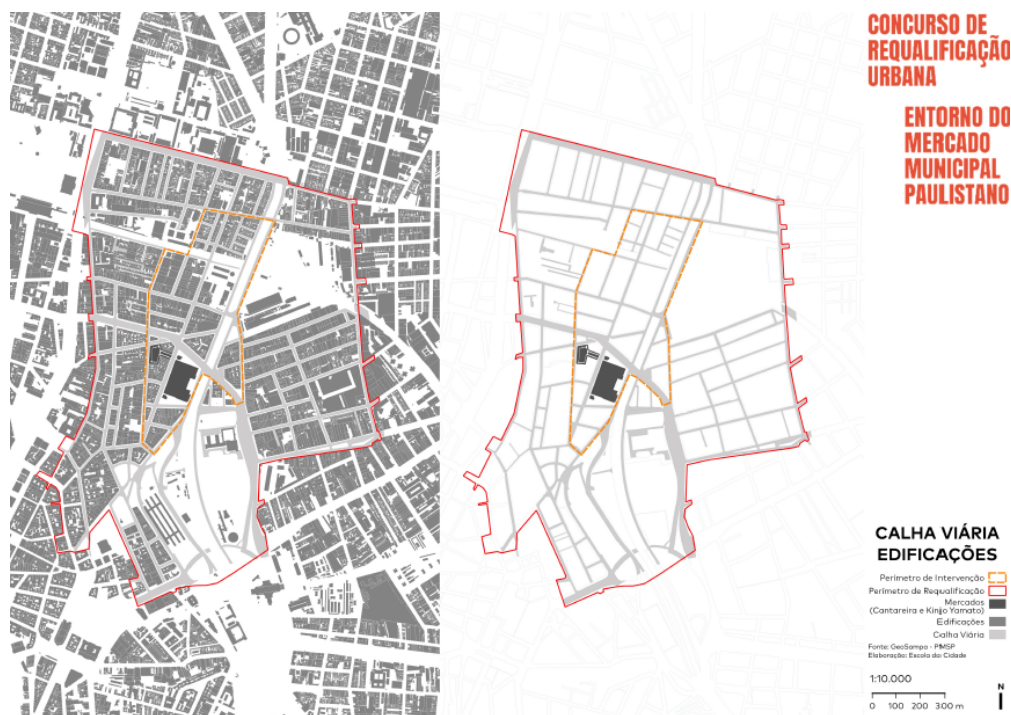 CONCURSO DE
REQUALIFICAÇÃO
URBANA
ENTORNO DO
MERCADO
MUNICIPAL
PAULISTANO
CALHA VIÁRIA
EDIFICAÇÕES
Perímetro de Intervenção
Perímetro de Requalificação
Mercados
(Cantareira e Kinjo Yamato)
Edificações
Calha Viária
Fonte: GeoSampa - PMSP
Elaboração: Escola da Cidade
1:10.000
0 100 200 300 m
N